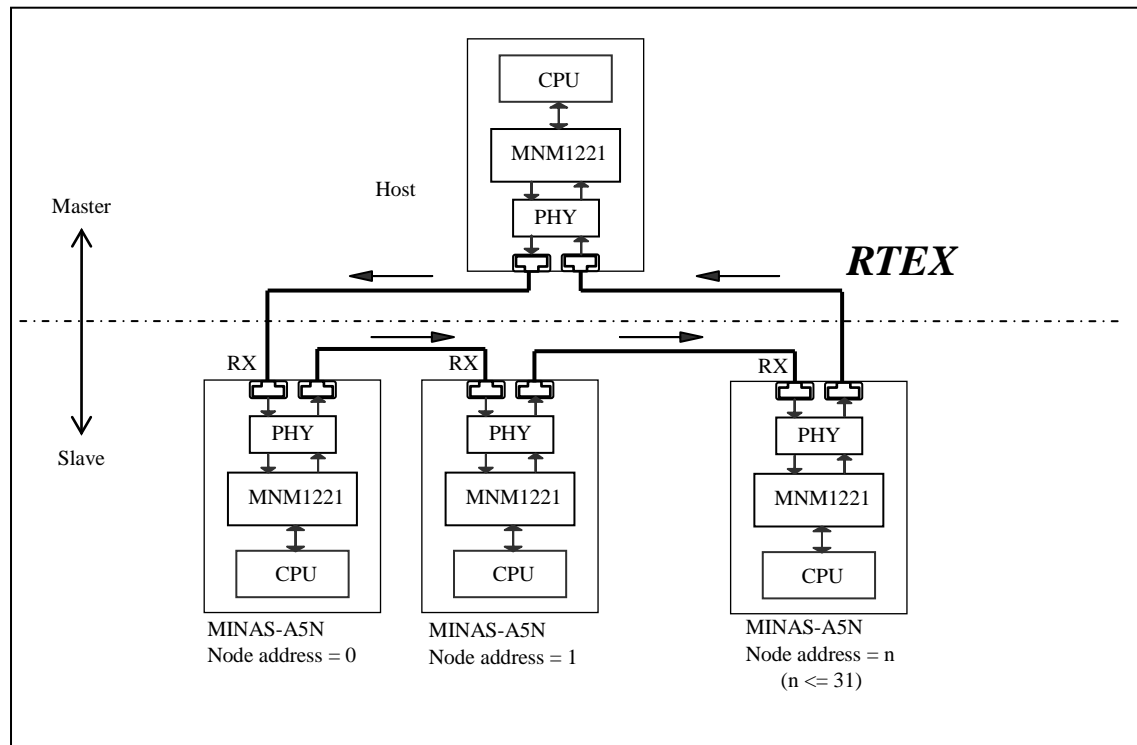 CPU
MNM1221
Host
PHY
Master
RTEX
RX
RX
RX
PHY
PHY
PHY
Slave
MNM1221
MNM1221
MNM1221
CPU
CPU
CPU
MINAS-A5N
Node address = 0
MINAS-A5N
Node address = 1
MINAS-A5N
Node address = n
(n <= 31)